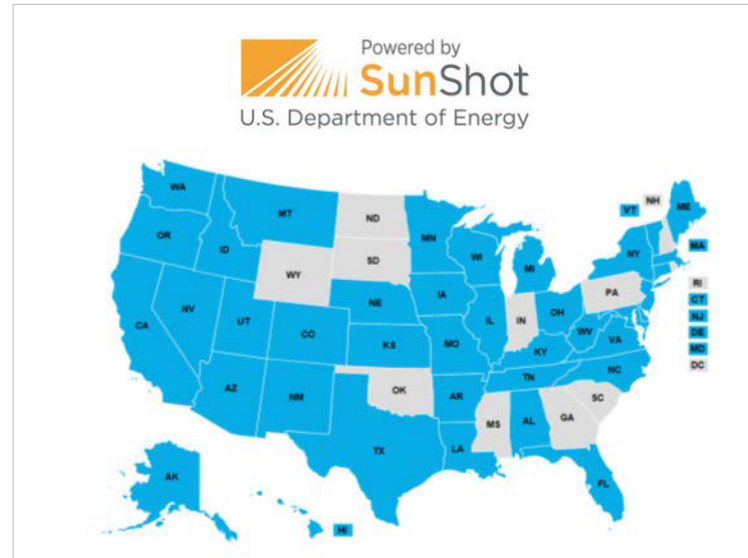 Powered by
SunShot
U.S. Department of Energy
WA
MT
ND
MN
VT
NH
ME
OR
ID
WY
SD
WI
MI
NY
MA
NV
UT
NE
IA
IL
IN
OH
PA
RI
CT
NJ
DE
MD
DC
CA
CO
KS
MO
KY
WV
VA
AZ
NM
OK
AR
TN
NC
SC
TX
LA
MS
AL
GA
FL
AK
HI